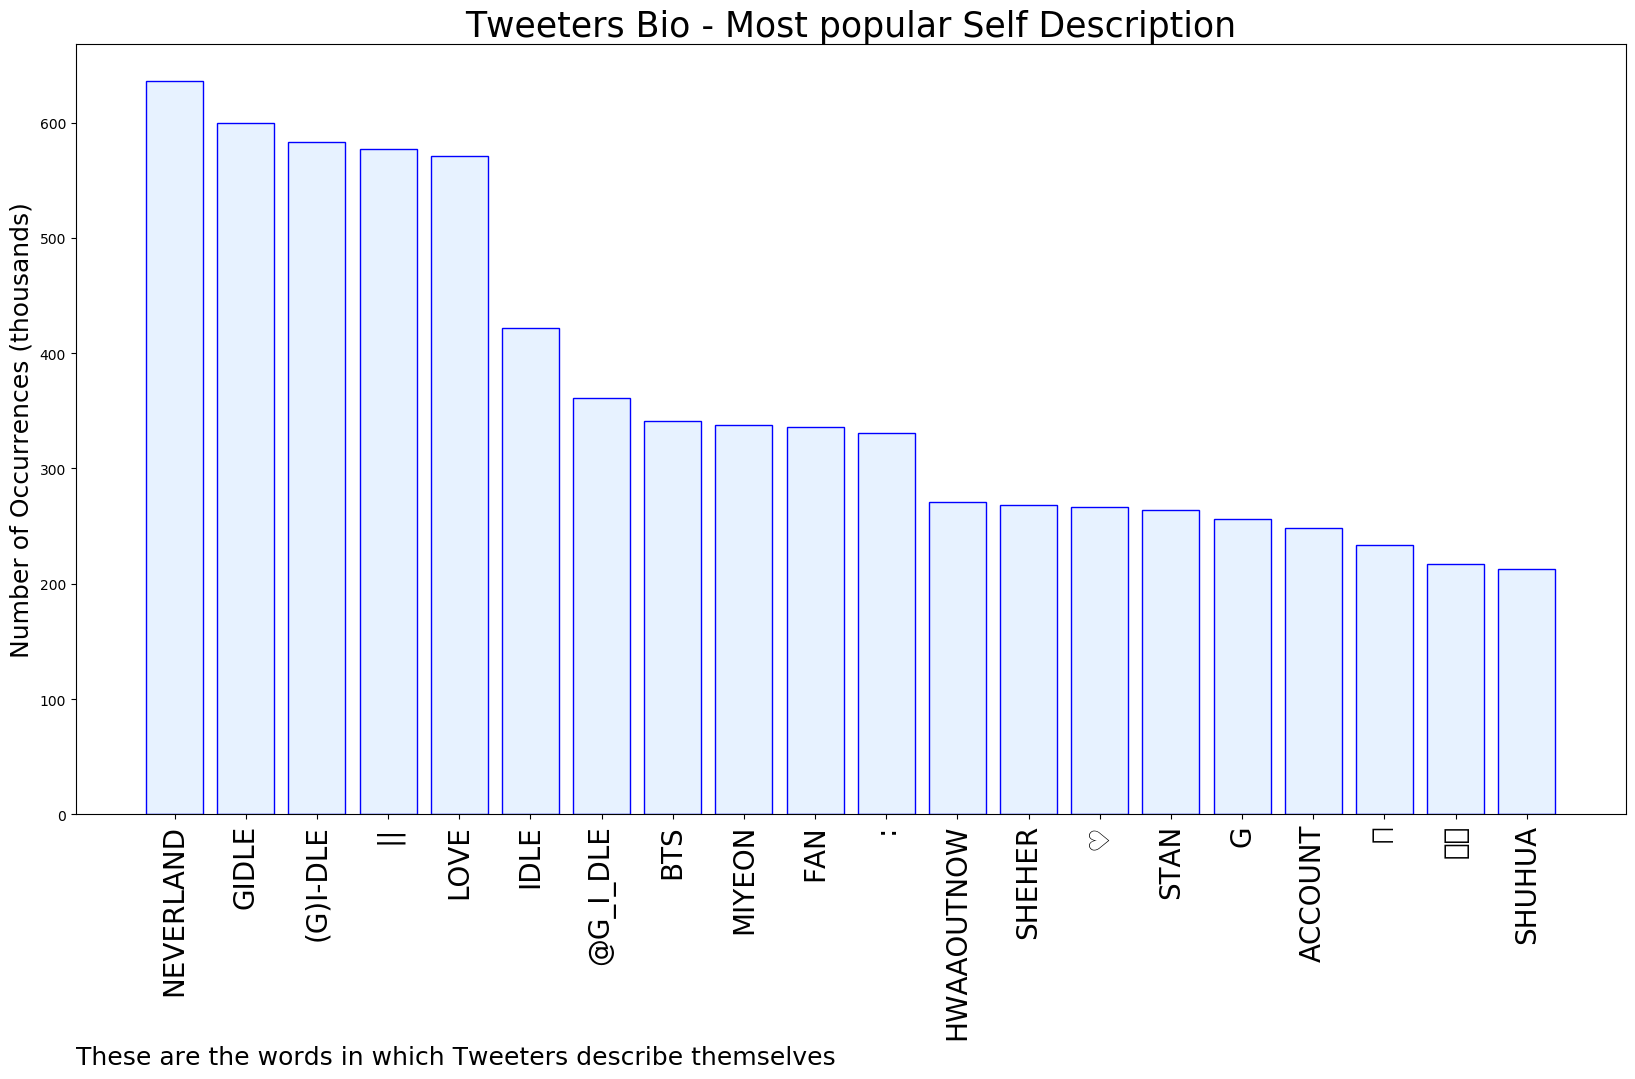 Tweeters Bio - Most popular Self Description
Number of Occurrences (thousands)
600
500
400
300
200
100
0
NEVERLAND
GIDLE
(G)I-DLE
||
LOVE
IDLE
@G_I_DLE
BTS
MIYEON
FAN
:
HWAAOUTNOW
SHEHER
♡
STAN
G
ACCOUNT
SHUHUA
These are the words in which Tweeters describe themselves